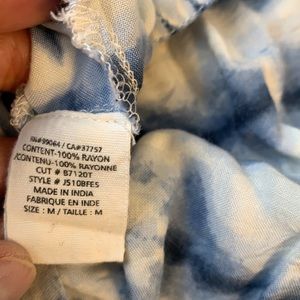 RN#99064 / CA#37757
CONTENT-100% RAYON
/CONTENU-100% RAYONNE
CUT # B7120T
STYLE # J510BFE5
MADE IN INDIA
FABRIQUE EN INDE
SIZE : M / TAILLE : M